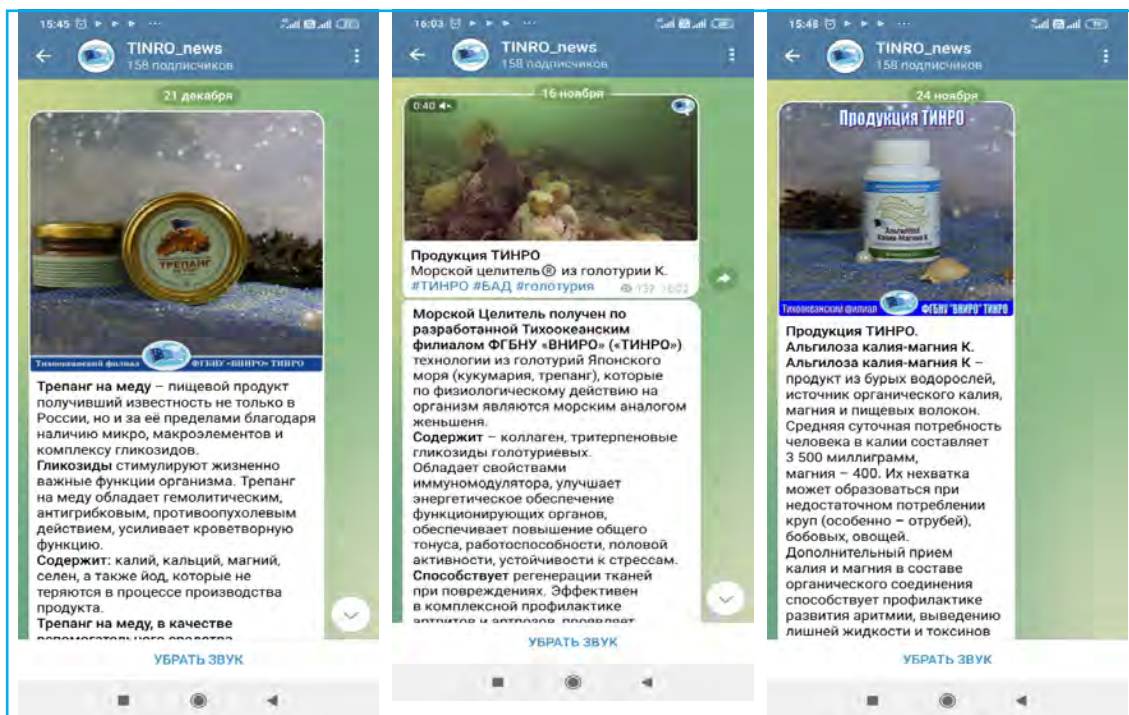 15:45
TINRO_news
158 подписчиков
21 декабря
ТРЕПАНГ
Тихоокеанский филиал ФГБНУ «ВНИРО» ТИНРО
Трепанг на меду – пищевой продукт
получивший известность не только в
России, но и за её пределами благодаря
наличию микро, макроэлементов и
комплексу гликозидов.
Гликозиды стимулируют жизненно
важные функции организма. Трепанг
на меду обладает гемолитическим,
антигрибковым, противоопухолевым
действием, усиливает кроветворную
функцию.
Содержит: калий, кальций, магний,
селен, а также йод, которые не
теряются в процессе производства
продукта.
Трепанг на меду, в качестве
вспомогательного средства
УБРАТЬ ЗВУК
16:03
TINRO_news
158 подписчиков
16 ноября
0:40
Продукция ТИНРО
Морской целитель® из голотурии К.
#ТИНРО #БАД #голотурия
Морской Целитель получен по
разработанной Тихоокеанским
филиалом ФГБНУ «ВНИРО» («ТИНРО»)
технологии из голотурий Японского
моря (кукумария, трепанг), которые
по физиологическому действию на
организм являются морским аналогом
женьшеня.
Содержит – коллаген, тритерпеновые
гликозиды голотуриевых.
Обладает свойствами
иммуномодулятора, улучшает
энергетическое обеспечение
функционирующих органов,
обеспечивает повышение общего
тонуса, работоспособности, половой
активности, устойчивости к стрессам.
Способствует регенерации тканей
при повреждениях. Эффективен
в комплексной профилактике
артритов и артрозов, проявляет
УБРАТЬ ЗВУК
15:48
TINRO_news
158 подписчиков
24 ноября
Продукция ТИНРО
Альгилоза
Калия-Магния К
Тихоокеанский филиал ФГБНУ "ВНИРО" ТИНРО
Продукция ТИНРО.
Альгилоза калия-магния К.
Альгилоза калия-магния К –
продукт из бурых водорослей,
источник органического калия,
магния и пищевых волокон.
Средняя суточная потребность
человека в калии составляет
3 500 миллиграмм,
магния – 400. Их нехватка
может образоваться при
недостаточном потреблении
круп (особенно – отрубей),
бобовых, овощей.
Дополнительный прием
калия и магния в составе
органического соединения
способствует профилактике
развития аритмии, выведению
лишней жидкости и токсинов
УБРАТЬ ЗВУК